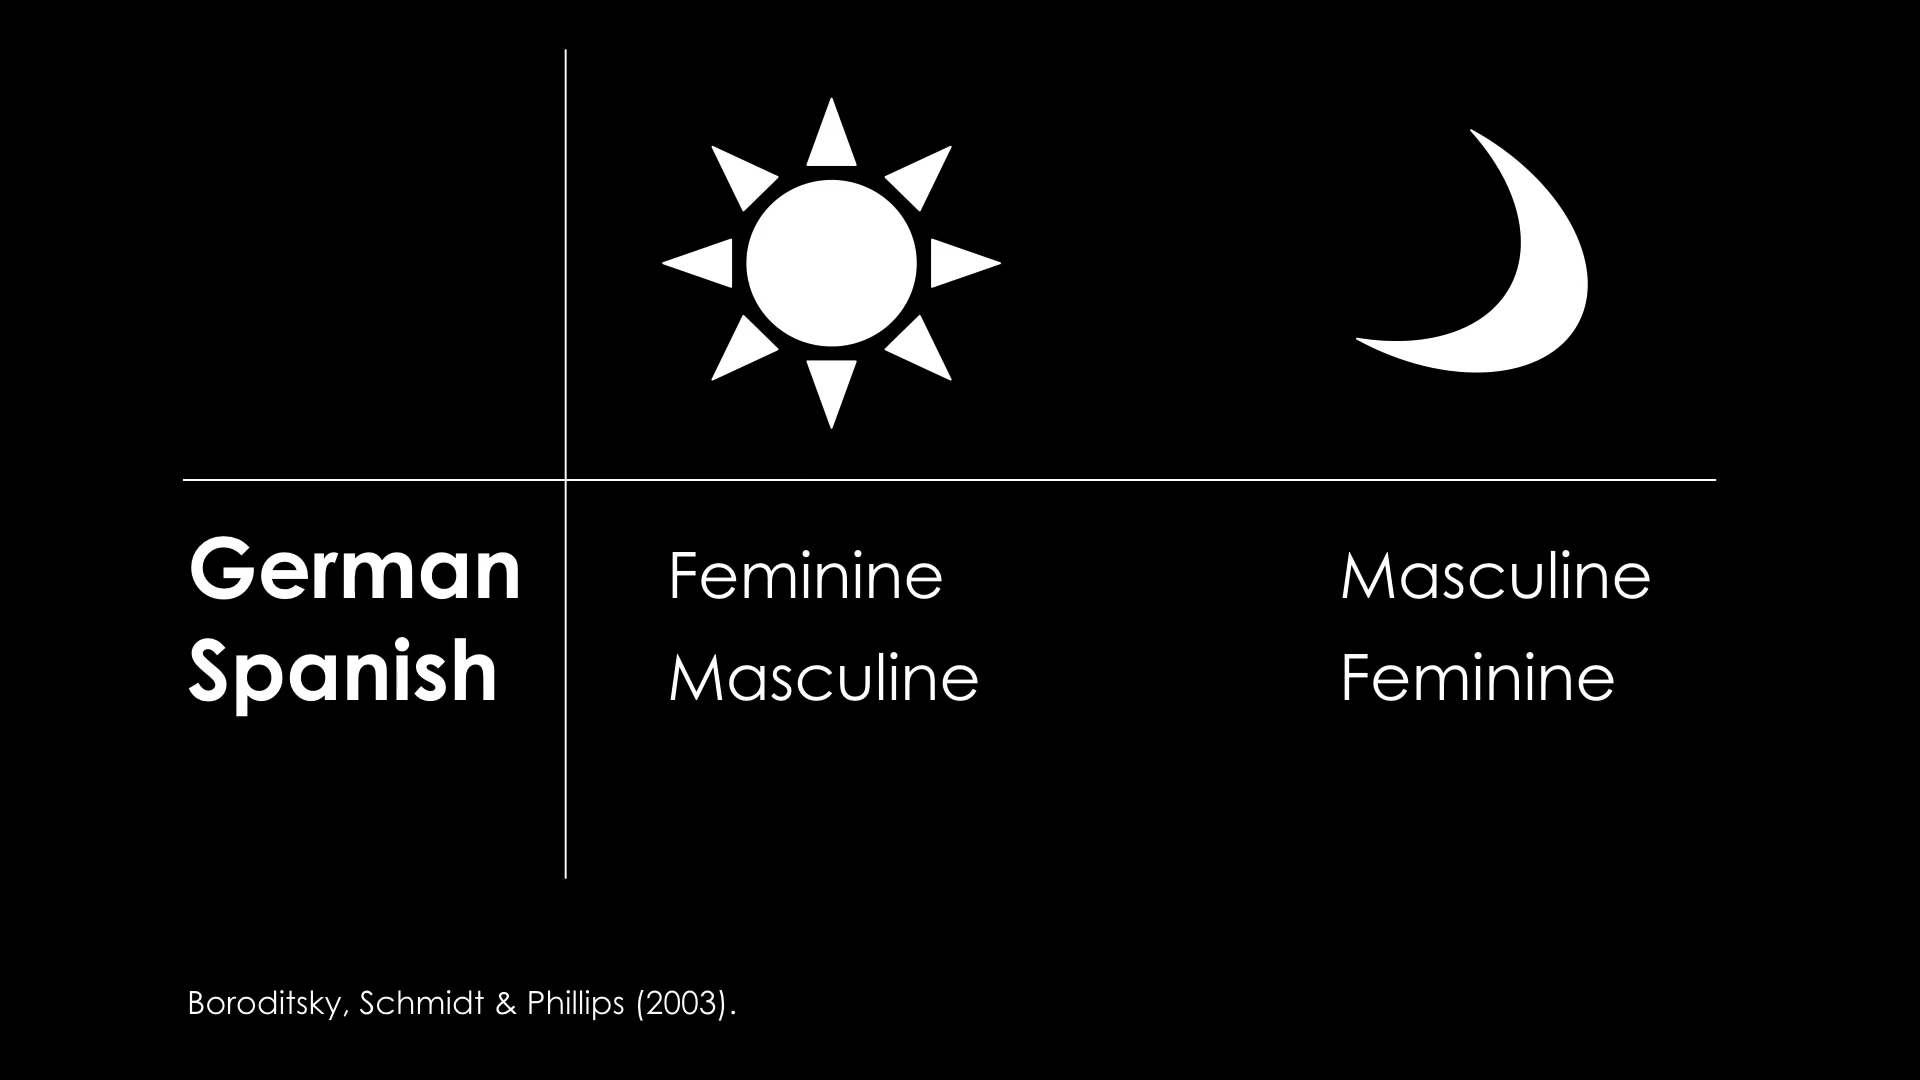 German Feminine Masculine
Spanish Masculine Feminine
Boroditsky, Schmidt & Phillips (2003).